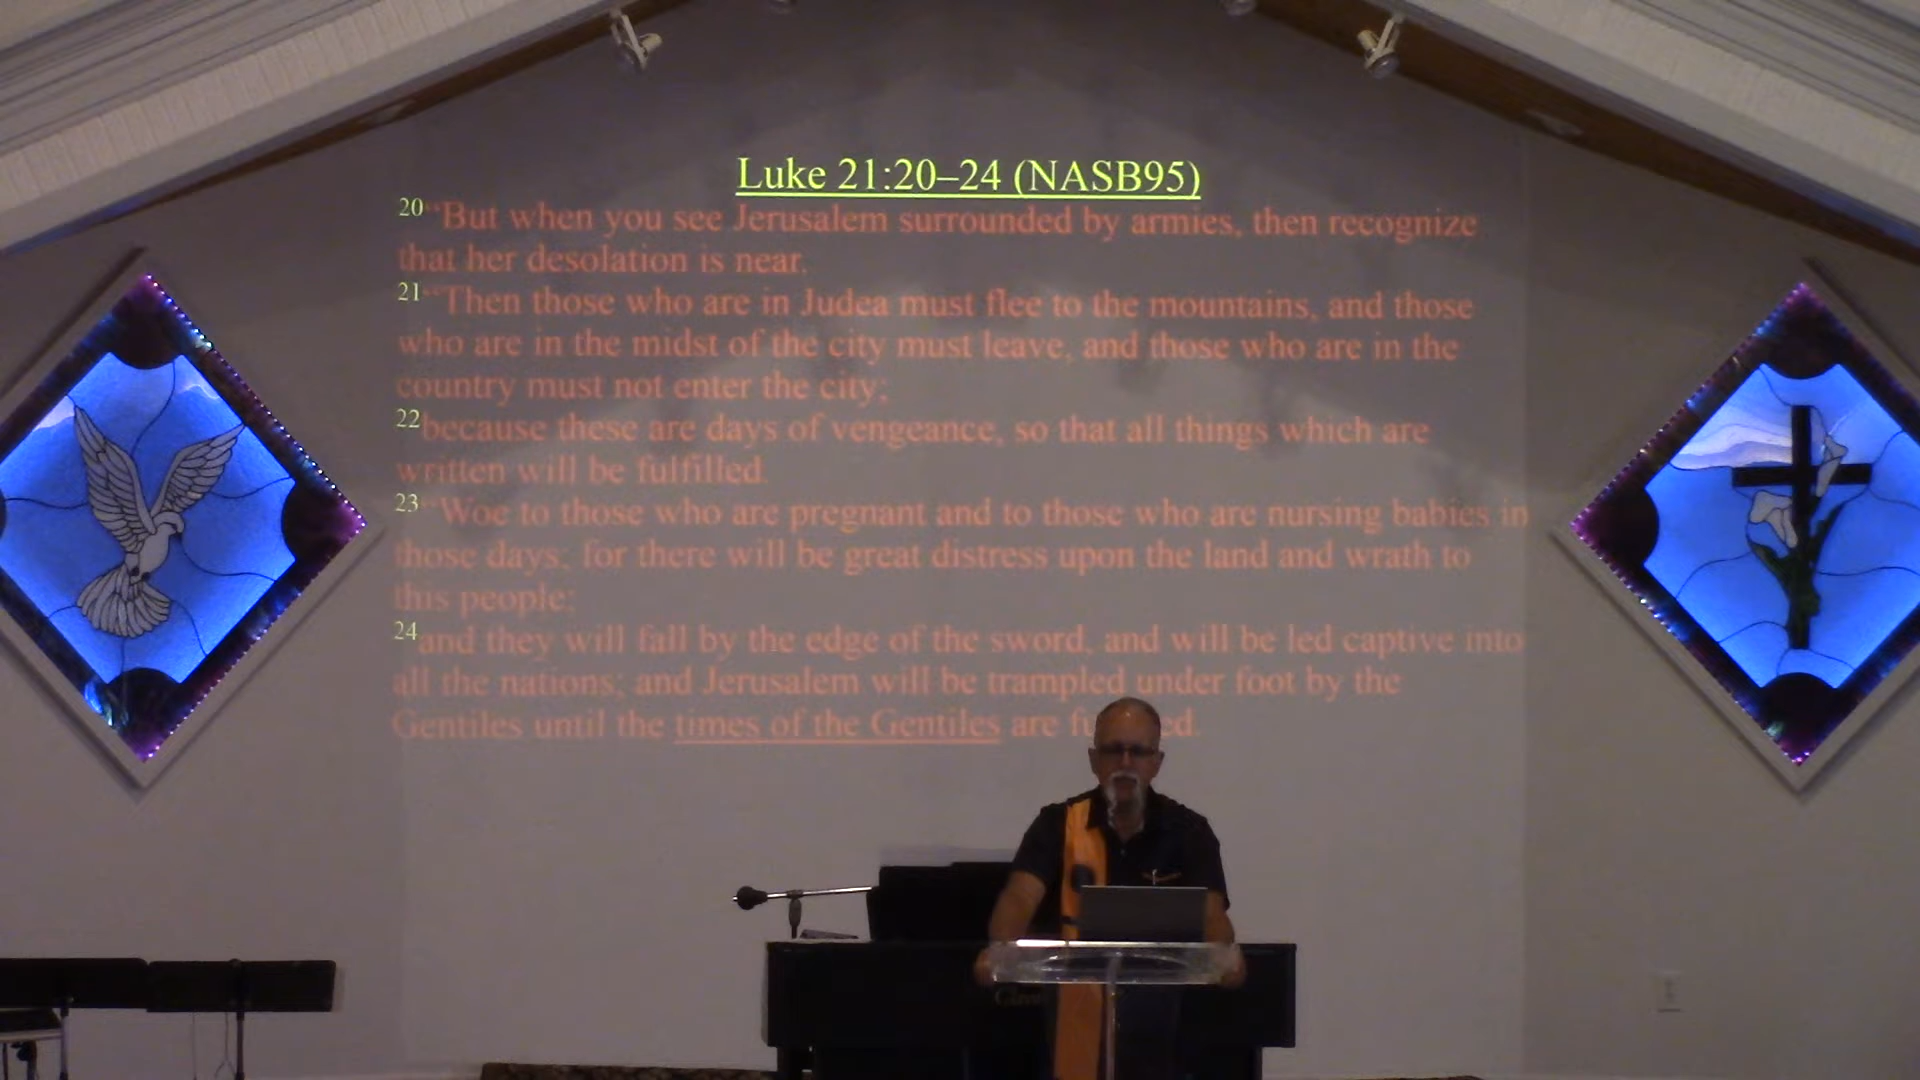 Luke 21:20–24 (NASB95)
20“But when you see Jerusalem surrounded by armies, then recognize
that her desolation is near.
21“Then those who are in Judea must flee to the mountains, and those
who are in the midst of the city must leave, and those who are in the
country must not enter the city;
22because these are days of vengeance, so that all things which are
written will be fulfilled.
23“Woe to those who are pregnant and to those who are nursing babies in
those days; for there will be great distress upon the land and wrath to
this people;
24and they will fall by the edge of the sword, and will be led captive into
all the nations; and Jerusalem will be trampled under foot by the
Gentiles until the times of the Gentiles are